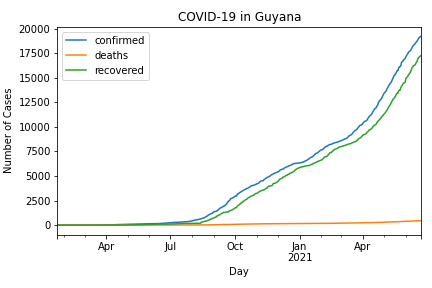 COVID-19 in Guyana
confirmed
deaths
recovered
Number of Cases
20000
17500
15000
12500
10000
7500
5000
2500
0
Apr
Jul
Oct
Jan
2021
Apr
Day